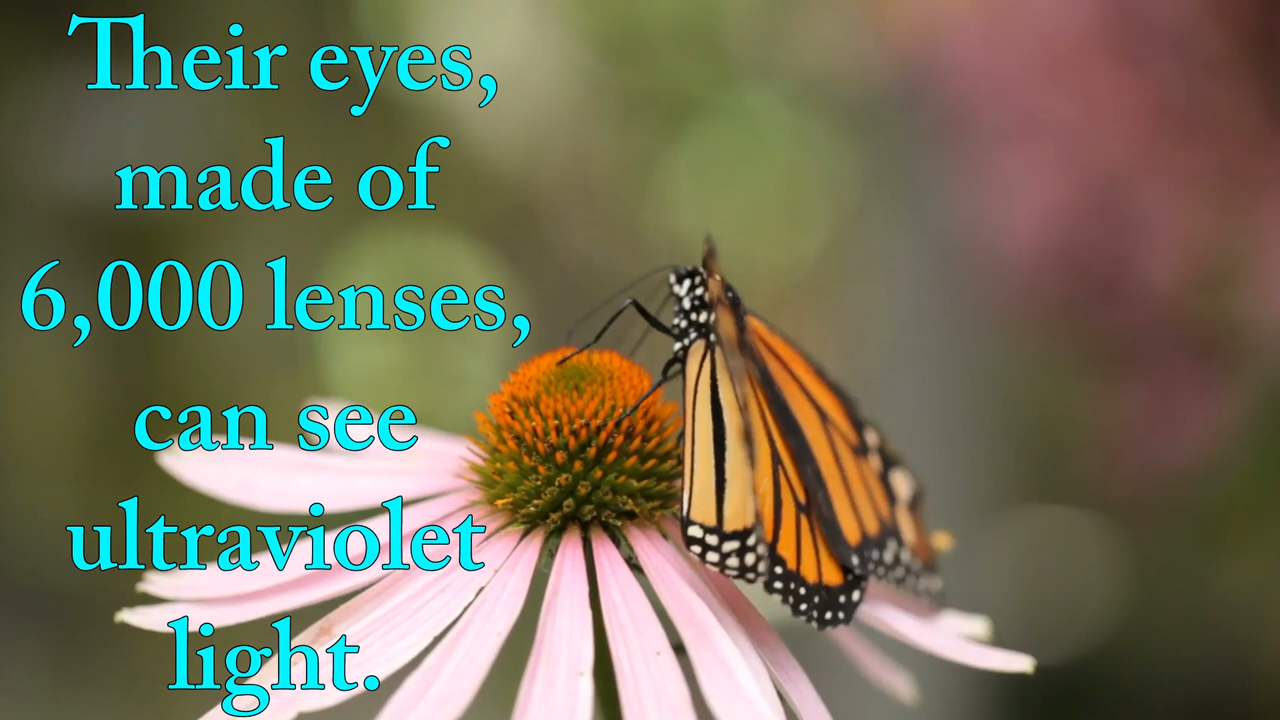 Their eyes,
made of
6,000 lenses,
can see
ultraviolet
light.